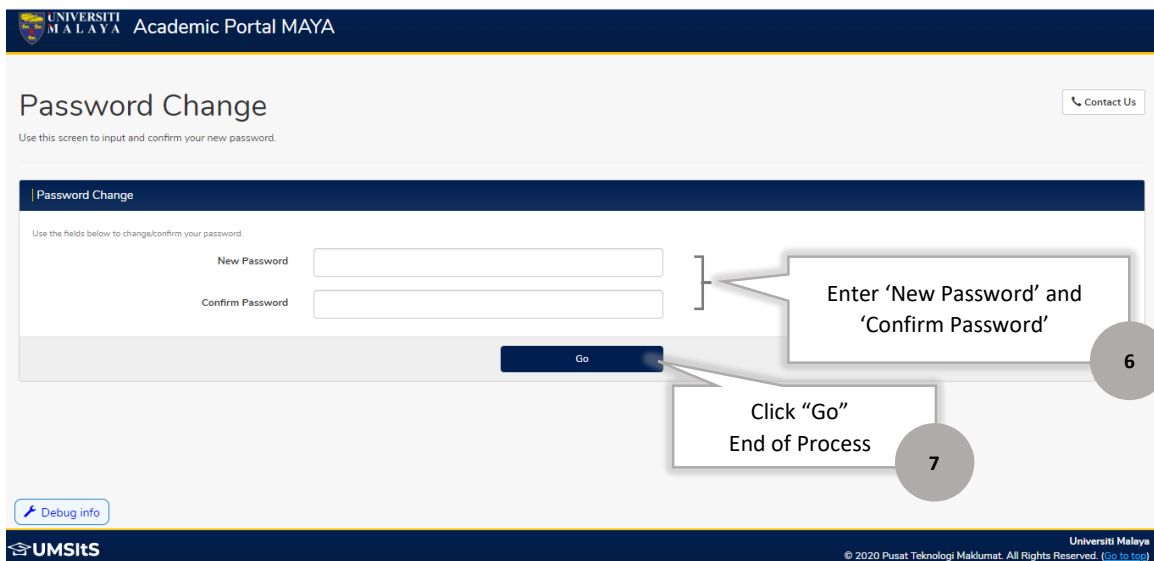 UNIVERSITI
MALAYA Academic Portal MAYA
Password Change
Contact Us
Use this screen to input and confirm your new password.
Password Change
Use the fields below to change/confirm your password.
New Password
Confirm Password
Enter ‘New Password’ and
‘Confirm Password’
6
Go
Click “Go”
End of Process
7
Debug info
UMSItS
Universiti Malaya
© 2020 Pusat Teknologi Maklumat. All Rights Reserved. (Go to top)